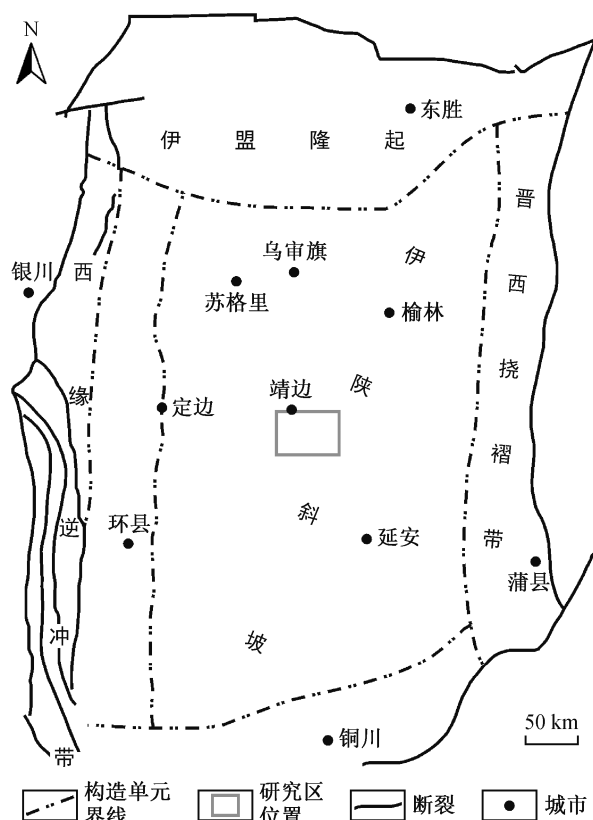 N
东胜
伊盟隆起
晋西挠褶带
乌审旗
伊陕斜坡
银川
西缘逆冲带
苏格里
榆林
靖边
定边
环县
延安
蒲县
铜川
50 km
构造单元
界线
研究区
位置
断裂
城市